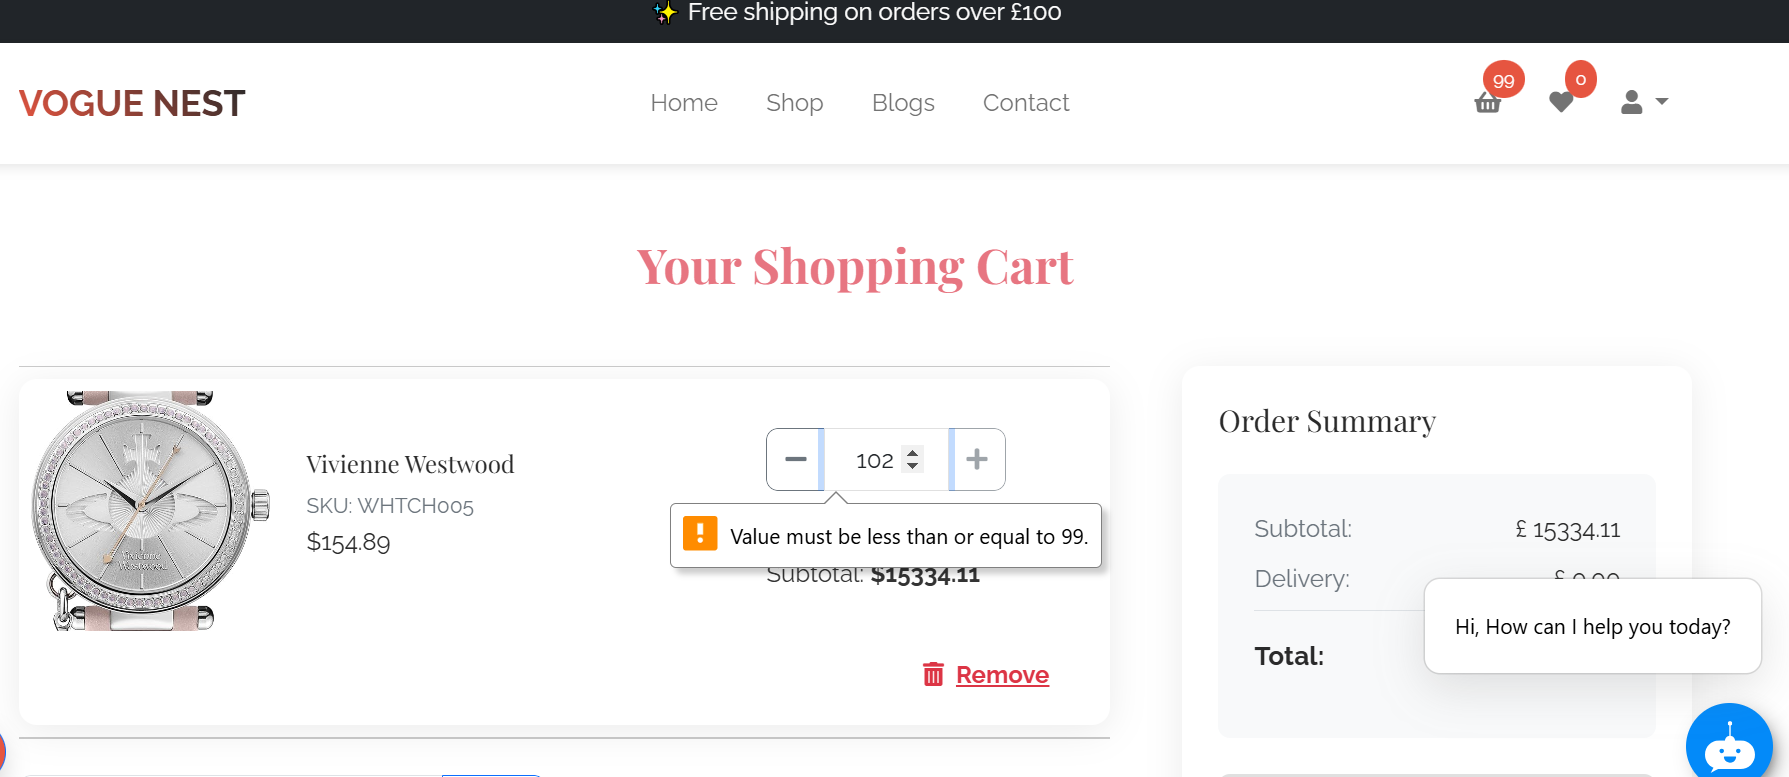 ✨ Free shipping on orders over £100
VOGUE NEST
Home
Shop
Blogs
Contact
99
0
Your Shopping Cart
Vivienne Westwood
SKU: WHTCH005
$154.89
102
Value must be less than or equal to 99.
Subtotal: $15334.11
Remove
Vivienne
Westwood
Order Summary
Subtotal: £ 15334.11
Delivery: £ 0.00
Total:
Hi, How can I help you today?